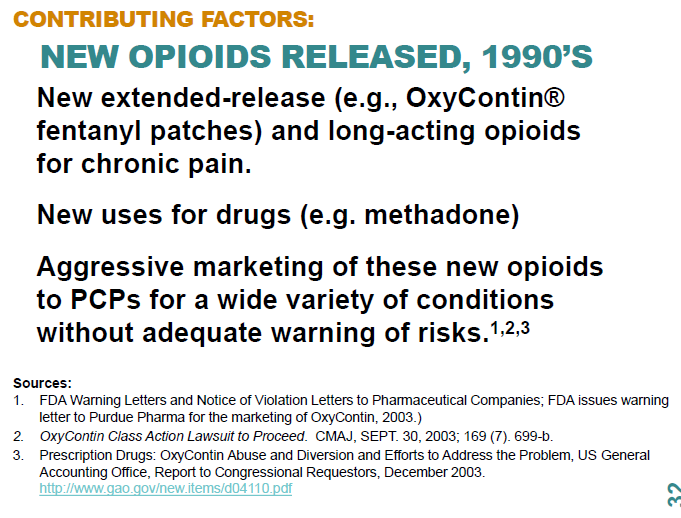 CONTRIBUTING FACTORS:
NEW OPIOIDS RELEASED, 1990’S
New extended-release (e.g., OxyContin®
fentanyl patches) and long-acting opioids
for chronic pain.
New uses for drugs (e.g. methadone)
Aggressive marketing of these new opioids
to PCPs for a wide variety of conditions
without adequate warning of risks.1,2,3
Sources:
1. FDA Warning Letters and Notice of Violation Letters to Pharmaceutical Companies; FDA issues warning
letter to Purdue Pharma for the marketing of OxyContin, 2003.)
2. OxyContin Class Action Lawsuit to Proceed. CMAJ, SEPT. 30, 2003; 169 (7). 699-b.
3. Prescription Drugs: OxyContin Abuse and Diversion and Efforts to Address the Problem, US General
Accounting Office, Report to Congressional Requestors, December 2003.
http://www.gao.gov/new.items/d04110.pdf
32